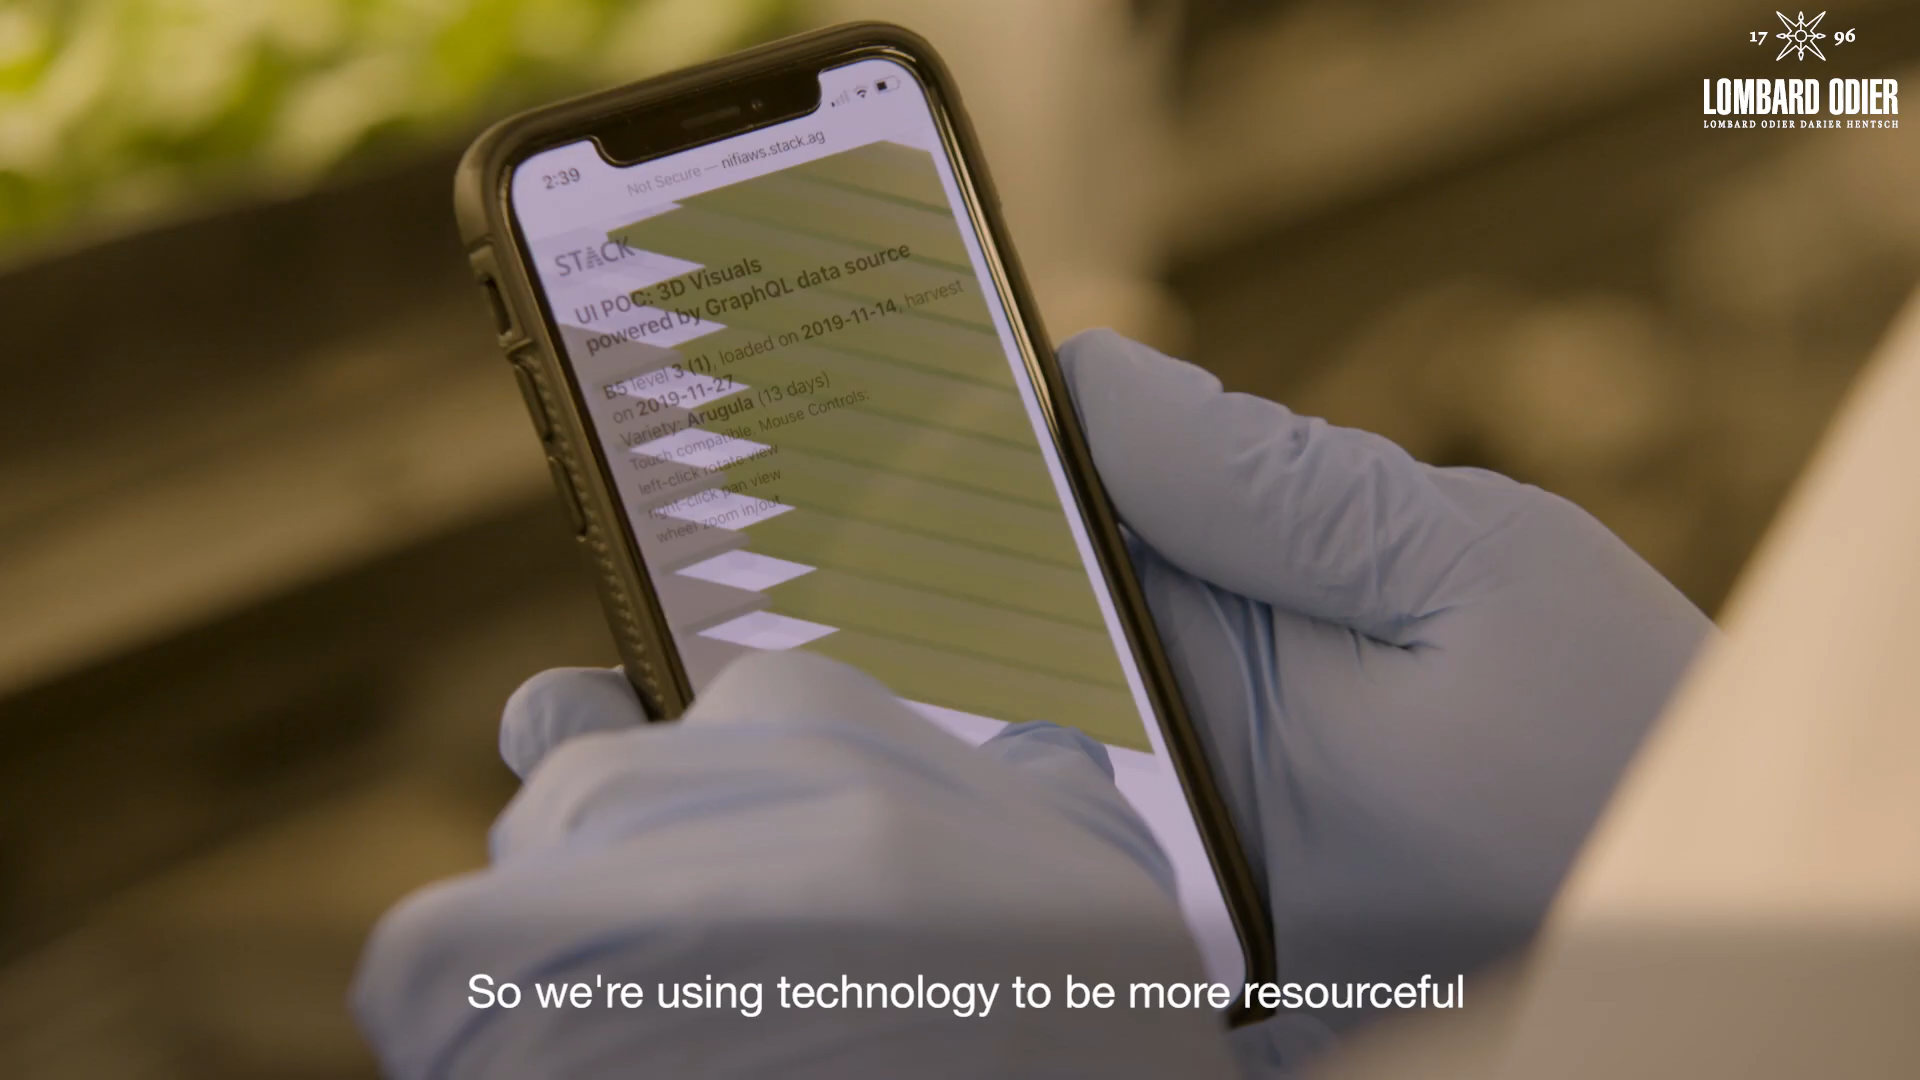 17 96
LOMBARD ODIER
LOMBARD ODIER DARIER HENTSCH
2:39
Not Secure — nifiaws.stack.ag
STACK
UI POC: 3D Visuals
powered by GraphQL data source
B5 level 3 (1), loaded on 2019-11-14, harvest
on 2019-11-27
Variety: Arugula (13 days)
Touch compatible. Mouse Controls:
left-click rotate view
right-click pan view
wheel zoom in/out
So we're using technology to be more resourceful